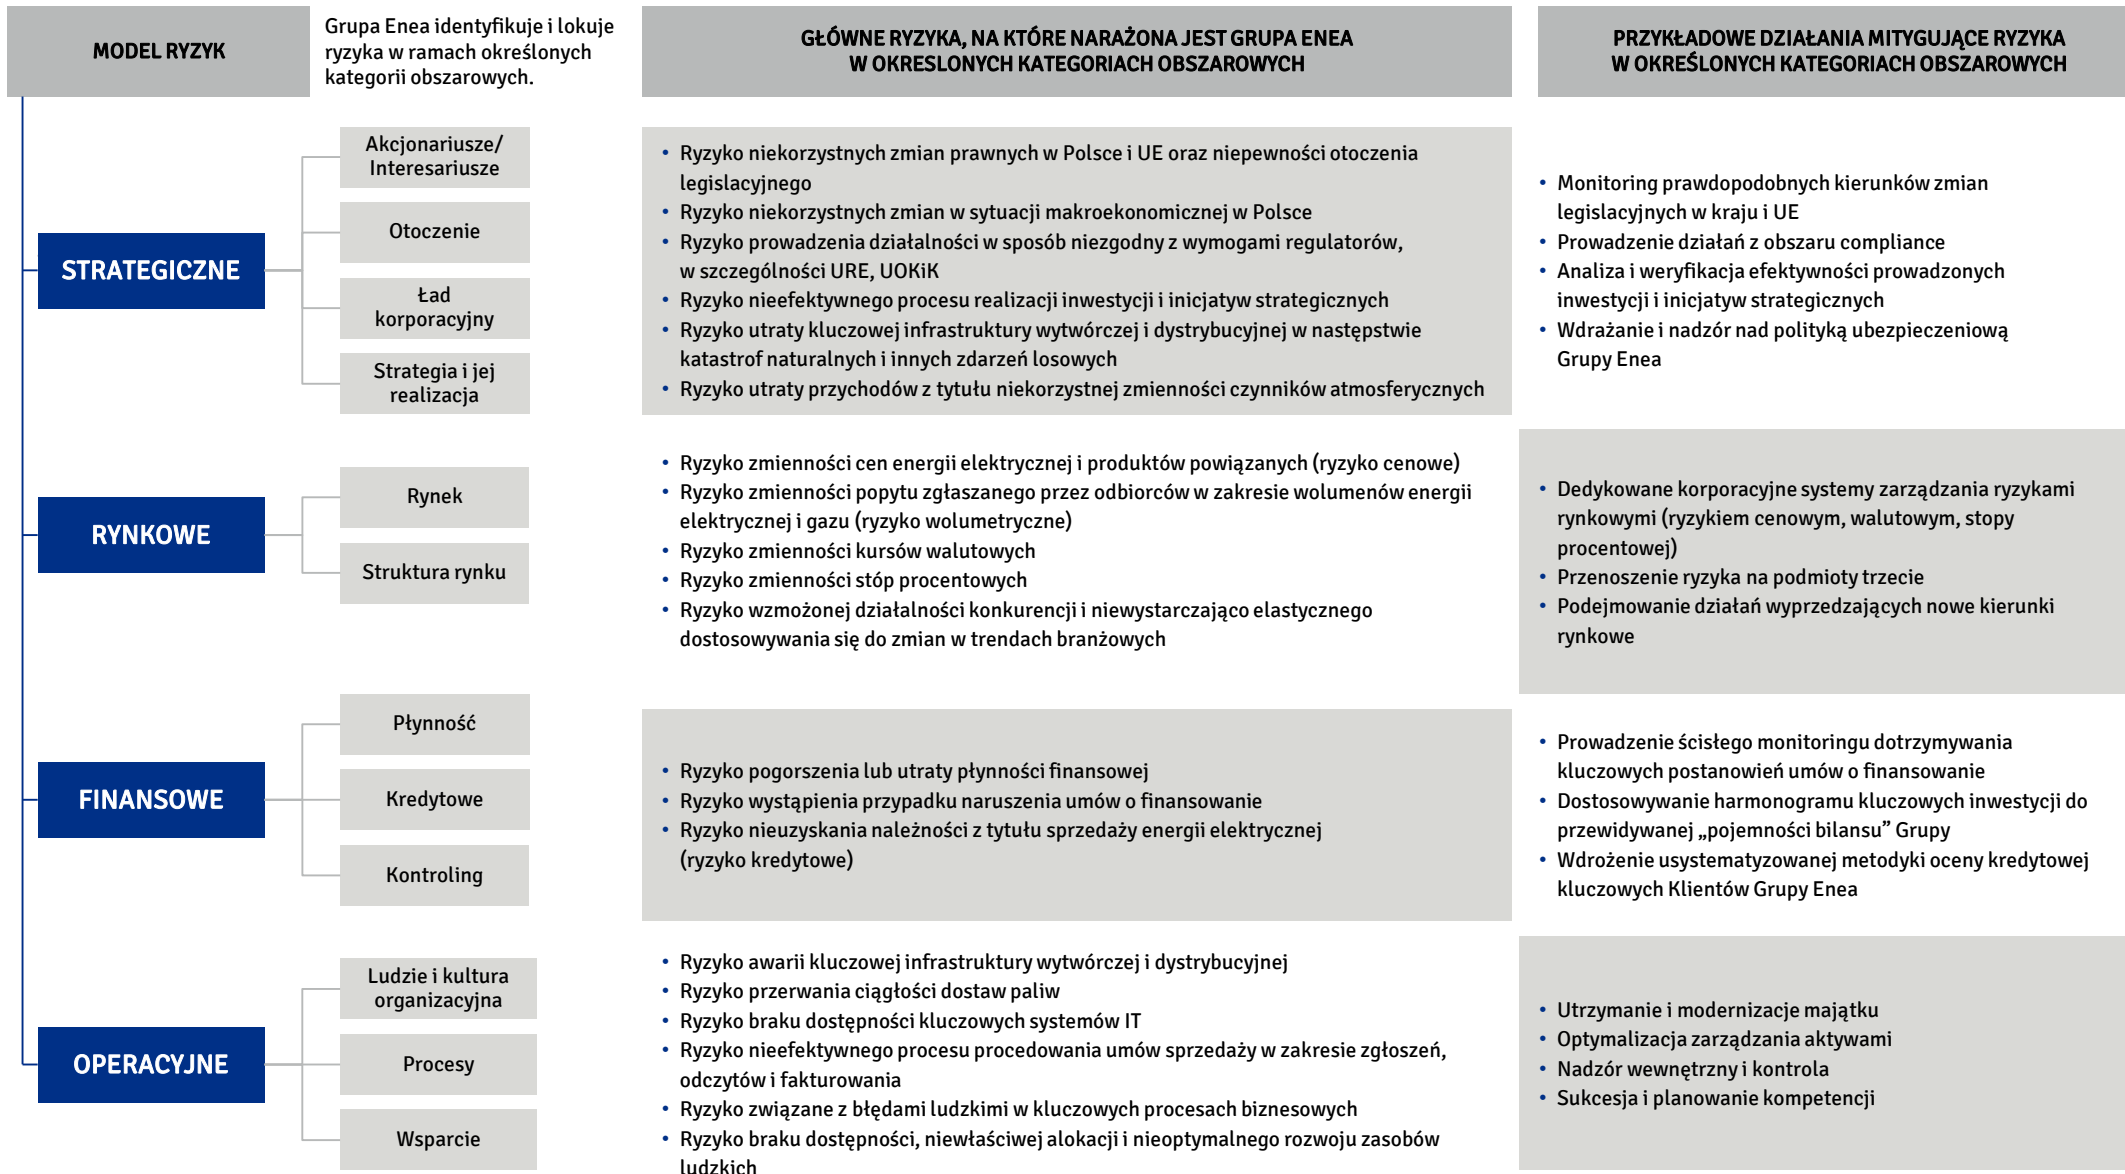 MODEL RYZYK
Grupa Enea identyfikuje i lokuje
ryzyka w ramach określonych
kategorii obszarowych.
GŁÓWNE RYZYKA, NA KTÓRE NARAŻONA JEST GRUPA ENEA
W OKRESLONYCH KATEGORIACH OBSZAROWYCH
PRZYKŁADOWE DZIAŁANIA MITYGUJĄCE RYZYKA
W OKREŚLONYCH KATEGORIACH OBSZAROWYCH
STRATEGICZNE
Akcjonariusze/
Interesariusze
Otoczenie
Ład
korporacyjny
Strategia i jej
realizacja
• Ryzyko niekorzystnych zmian prawnych w Polsce i UE oraz niepewności otoczenia
legislacyjnego
• Ryzyko niekorzystnych zmian w sytuacji makroekonomicznej w Polsce
• Ryzyko prowadzenia działalności w sposób niezgodny z wymogami regulatorów,
w szczególności URE, UOKiK
• Ryzyko nieefektywnego procesu realizacji inwestycji i inicjatyw strategicznych
• Ryzyko utraty kluczowej infrastruktury wytwórczej i dystrybucyjnej w następstwie
katastrof naturalnych i innych zdarzeń losowych
• Ryzyko utraty przychodów z tytułu niekorzystnej zmienności czynników atmosferycznych
• Monitoring prawdopodobnych kierunków zmian
legislacyjnych w kraju i UE
• Prowadzenie działań z obszaru compliance
• Analiza i weryfikacja efektywności prowadzonych
inwestycji i inicjatyw strategicznych
• Wdrażanie i nadzór nad polityką ubezpieczeniową
Grupy Enea
RYNKOWE
Rynek
Struktura rynku
• Ryzyko zmienności cen energii elektrycznej i produktów powiązanych (ryzyko cenowe)
• Ryzyko zmienności popytu zgłaszanego przez odbiorców w zakresie wolumenów energii
elektrycznej i gazu (ryzyko wolumetryczne)
• Ryzyko zmienności kursów walutowych
• Ryzyko zmienności stóp procentowych
• Ryzyko wzmożonej działalności konkurencji i niewystarczająco elastycznego
dostosowywania się do zmian w trendach branżowych
• Dedykowane korporacyjne systemy zarządzania ryzykami
rynkowymi (ryzykiem cenowym, walutowym, stopy
procentowej)
• Przenoszenie ryzyka na podmioty trzecie
• Podejmowanie działań wyprzedzających nowe kierunki
rynkowe
FINANSOWE
Płynność
Kredytowe
Kontroling
• Ryzyko pogorszenia lub utraty płynności finansowej
• Ryzyko wystąpienia przypadku naruszenia umów o finansowanie
• Ryzyko nieuzyskania należności z tytułu sprzedaży energii elektrycznej
(ryzyko kredytowe)
• Prowadzenie ścisłego monitoringu dotrzymywania
kluczowych postanowień umów o finansowanie
• Dostosowywanie harmonogramu kluczowych inwestycji do
przewidywanej „pojemności bilansu” Grupy
• Wdrożenie usystematyzowanej metodyki oceny kredytowej
kluczowych Klientów Grupy Enea
OPERACYJNE
Ludzie i kultura
organizacyjna
Procesy
Wsparcie
• Ryzyko awarii kluczowej infrastruktury wytwórczej i dystrybucyjnej
• Ryzyko przerwania ciągłości dostaw paliw
• Ryzyko braku dostępności kluczowych systemów IT
• Ryzyko nieefektywnego procesu procedowania umów sprzedaży w zakresie zgłoszeń,
odczytów i fakturowania
• Ryzyko związane z błędami ludzkimi w kluczowych procesach biznesowych
• Ryzyko braku dostępności, niewłaściwej alokacji i nieoptymalnego rozwoju zasobów
ludzkich
• Utrzymanie i modernizacje majątku
• Optymalizacja zarządzania aktywami
• Nadzór wewnętrzny i kontrola
• Sukcesja i planowanie kompetencji